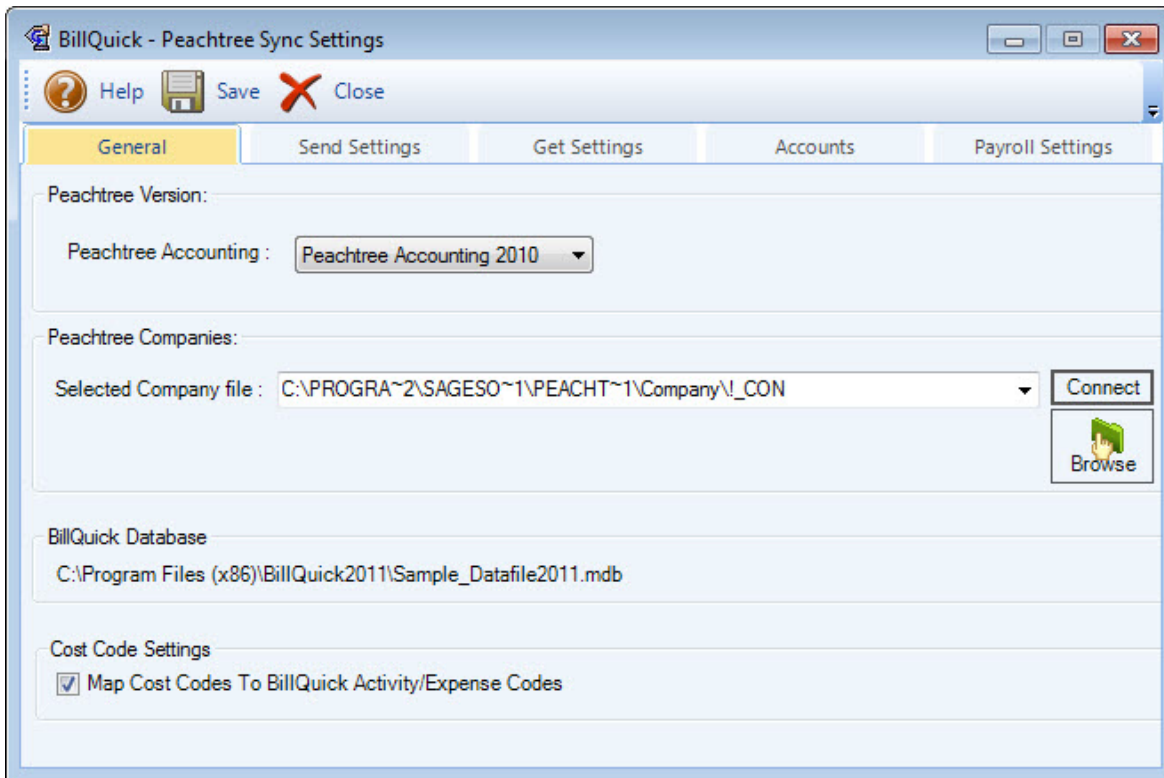 BillQuick - Peachtree Sync Settings
Help Save Close
General Send Settings Get Settings Accounts Payroll Settings
Peachtree Version:
Peachtree Accounting : Peachtree Accounting 2010
Peachtree Companies:
Selected Company file : C:\PROGRA~2\SAGESO~1\PEACHT~1\Company\!_CON Connect
Browse
BillQuick Database
C:\Program Files (x86)\BillQuick2011\Sample_Datafile2011.mdb
Cost Code Settings
Map Cost Codes To BillQuick Activity/Expense Codes